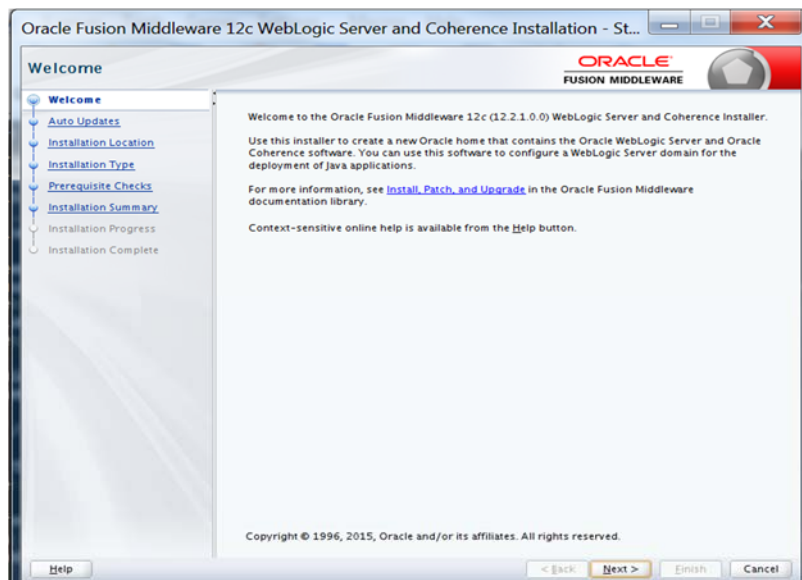 Oracle Fusion Middleware 12c WebLogic Server and Coherence Installation - St...
Welcome
ORACLE
FUSION MIDDLEWARE
Welcome
Auto Updates
Installation Location
Installation Type
Prerequisite Checks
Installation Summary
Installation Progress
Installation Complete
Welcome to the Oracle Fusion Middleware 12c (12.2.1.0.0) WebLogic Server and Coherence Installer.
Use this installer to create a new Oracle home that contains the Oracle WebLogic Server and Oracle
Coherence software. You can use this software to configure a WebLogic Server domain for the
deployment of Java applications.
For more information, see Install, Patch, and Upgrade in the Oracle Fusion Middleware
documentation library.
Context-sensitive online help is available from the Help button.
Copyright © 1996, 2015, Oracle and/or its affiliates. All rights reserved.
Help
< Back
Next >
Finish
Cancel